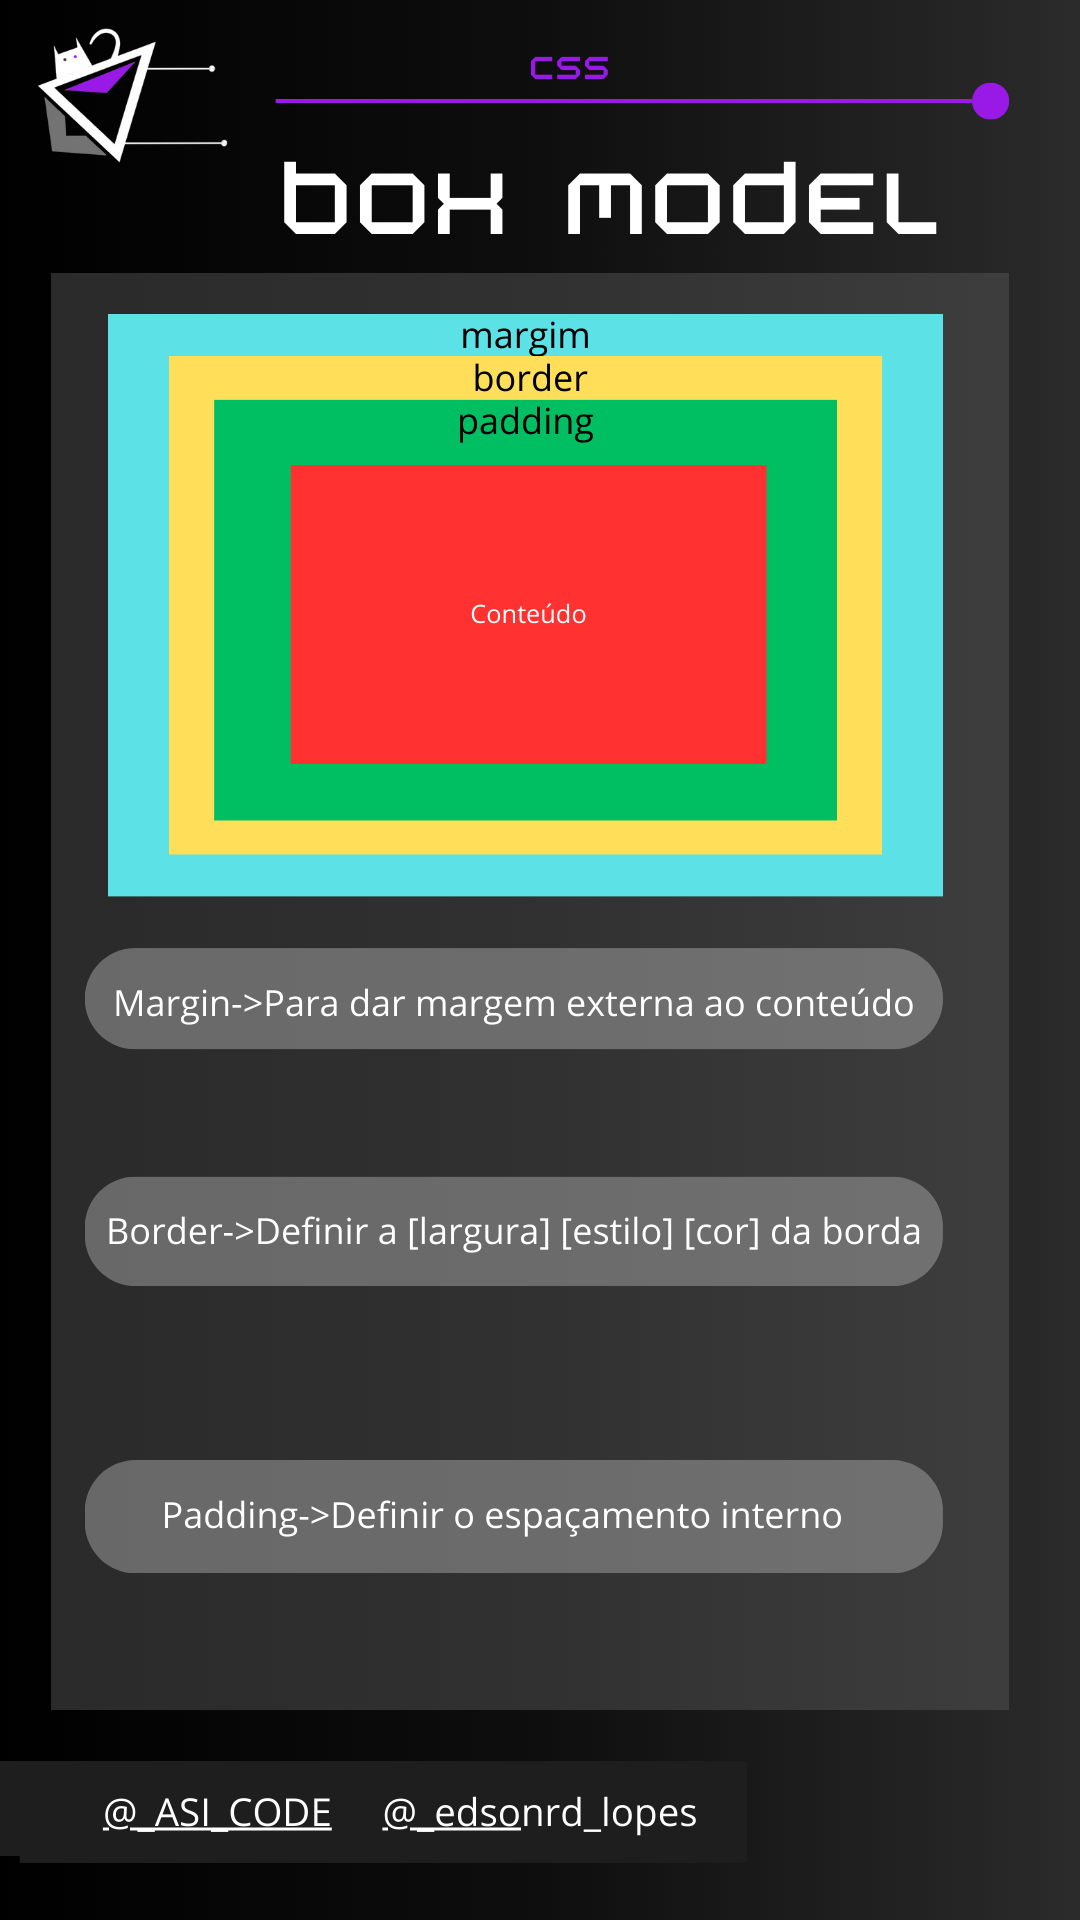 css
box model
margim
border
padding
Conteúdo
Margin->Para dar margem externa ao conteúdo
Border->Definir a [largura] [estilo] [cor] da borda
Padding->Definir o espaçamento interno
@_ASI_CODE @_edsonrd_lopes